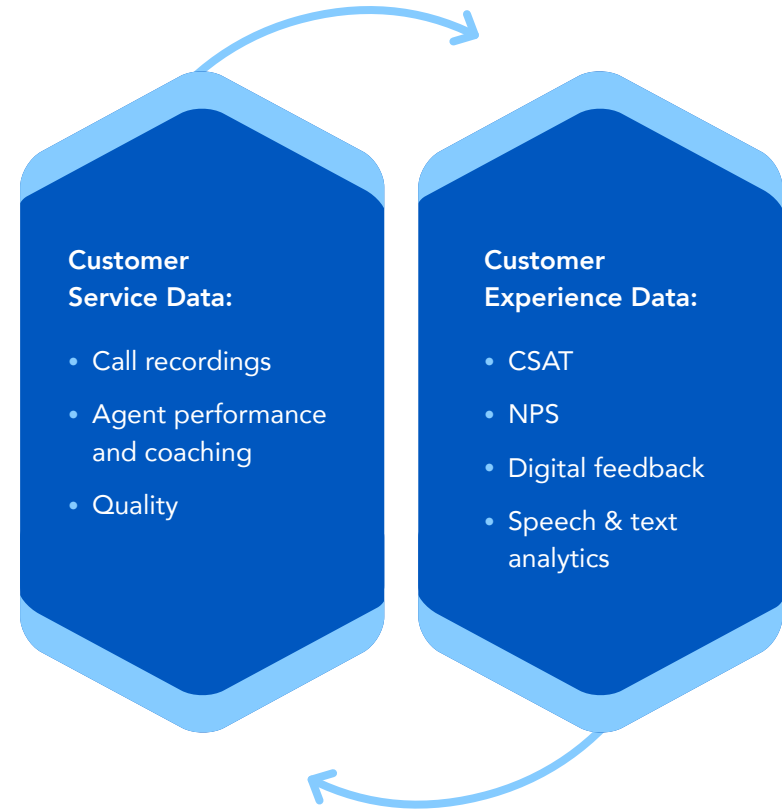 Customer
Service Data:
• Call recordings
• Agent performance
and coaching
• Quality
Customer
Experience Data:
• CSAT
• NPS
• Digital feedback
• Speech & text
analytics